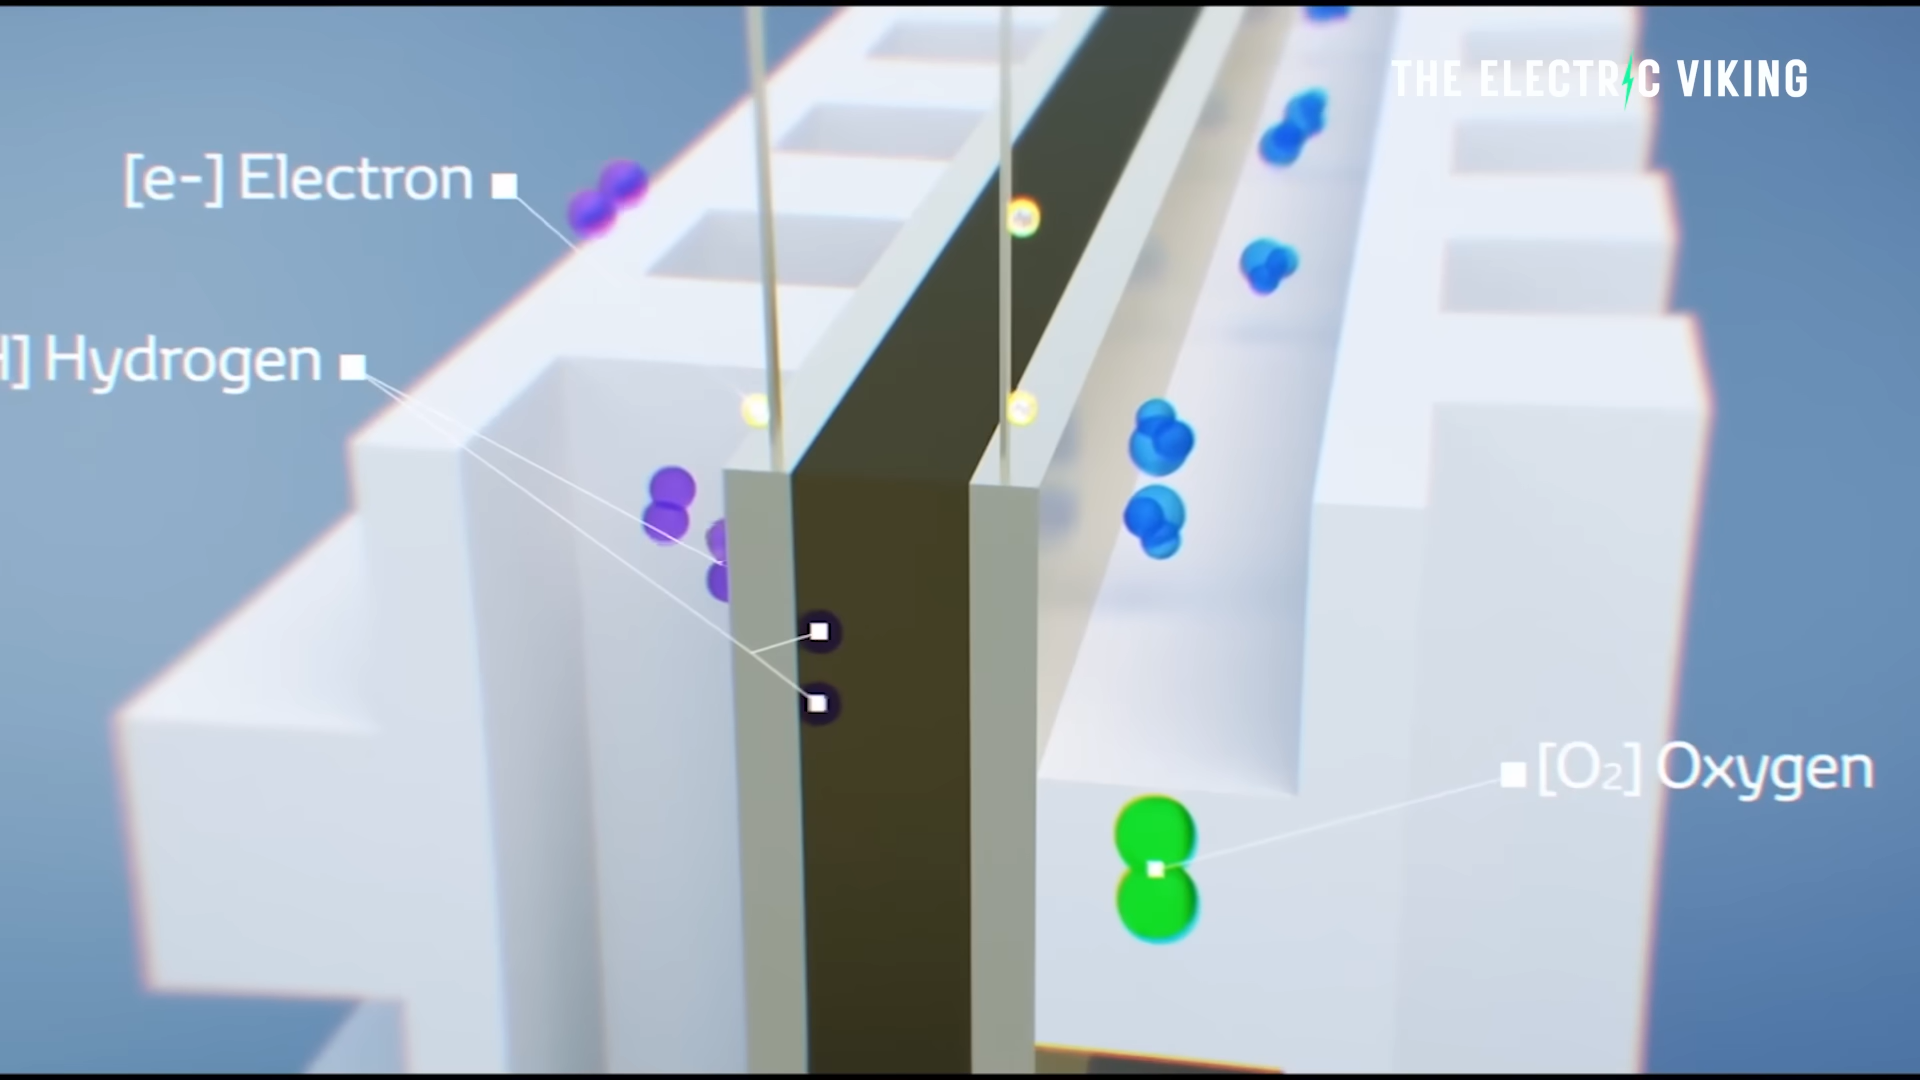 THE ELECTRIC VIKING
[e-] Electron
H] Hydrogen
[O₂] Oxygen